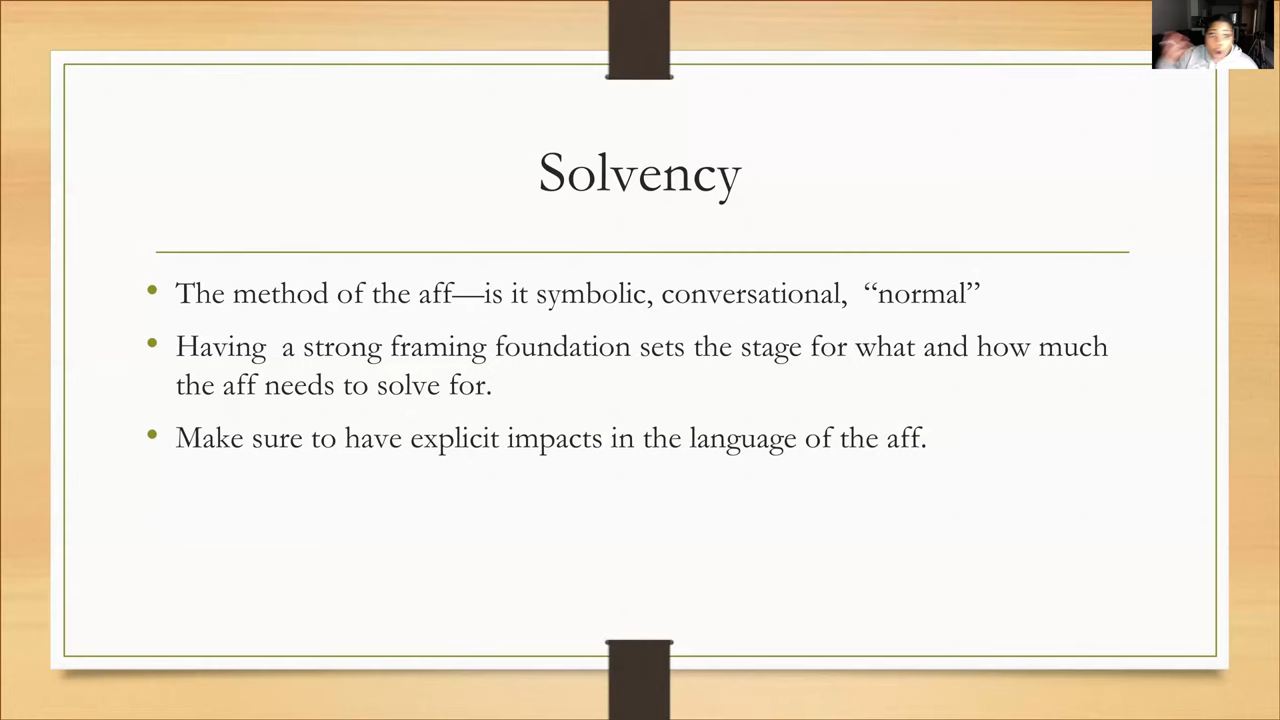 Solvency
• The method of the aff—is it symbolic, conversational,  “normal”
• Having  a strong framing foundation sets the stage for what and how much
the aff needs to solve for.
• Make sure to have explicit impacts in the language of the aff.